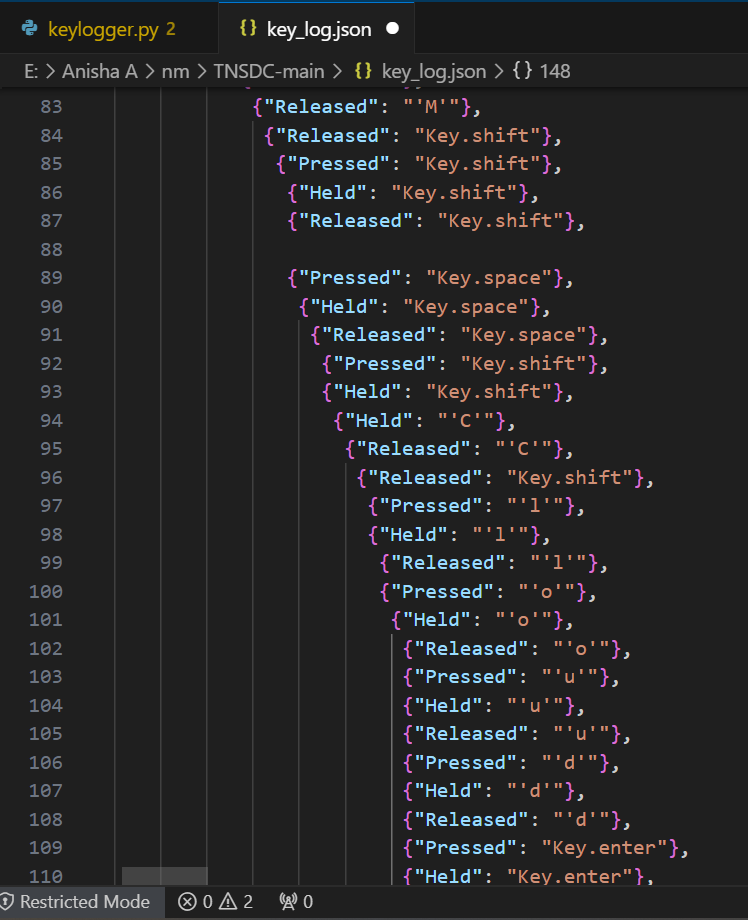 keylogger.py 2
{} key_log.json ●
E: > Anisha A > nm > TNSDC-main > {} key_log.json > {} 148
83 {"Released": "'M'"},
84 {"Released": "Key.shift"},
85 {"Pressed": "Key.shift"},
86 {"Held": "Key.shift"},
87 {"Released": "Key.shift"},
88
89 {"Pressed": "Key.space"},
90 {"Held": "Key.space"},
91 {"Released": "Key.space"},
92 {"Pressed": "Key.shift"},
93 {"Held": "Key.shift"},
94 {"Held": "'C'"},
95 {"Released": "'C'"},
96 {"Released": "Key.shift"},
97 {"Pressed": "'l'"},
98 {"Held": "'l'"},
99 {"Released": "'l'"},
100 {"Pressed": "'o'"},
101 {"Held": "'o'"},
102 {"Released": "'o'"},
103 {"Pressed": "'u'"},
104 {"Held": "'u'"},
105 {"Released": "'u'"},
106 {"Pressed": "'d'"},
107 {"Held": "'d'"},
108 {"Released": "'d'"},
109 {"Pressed": "Key.enter"},
110 {"Held": "Key.enter"},
Restricted Mode 0 2 0